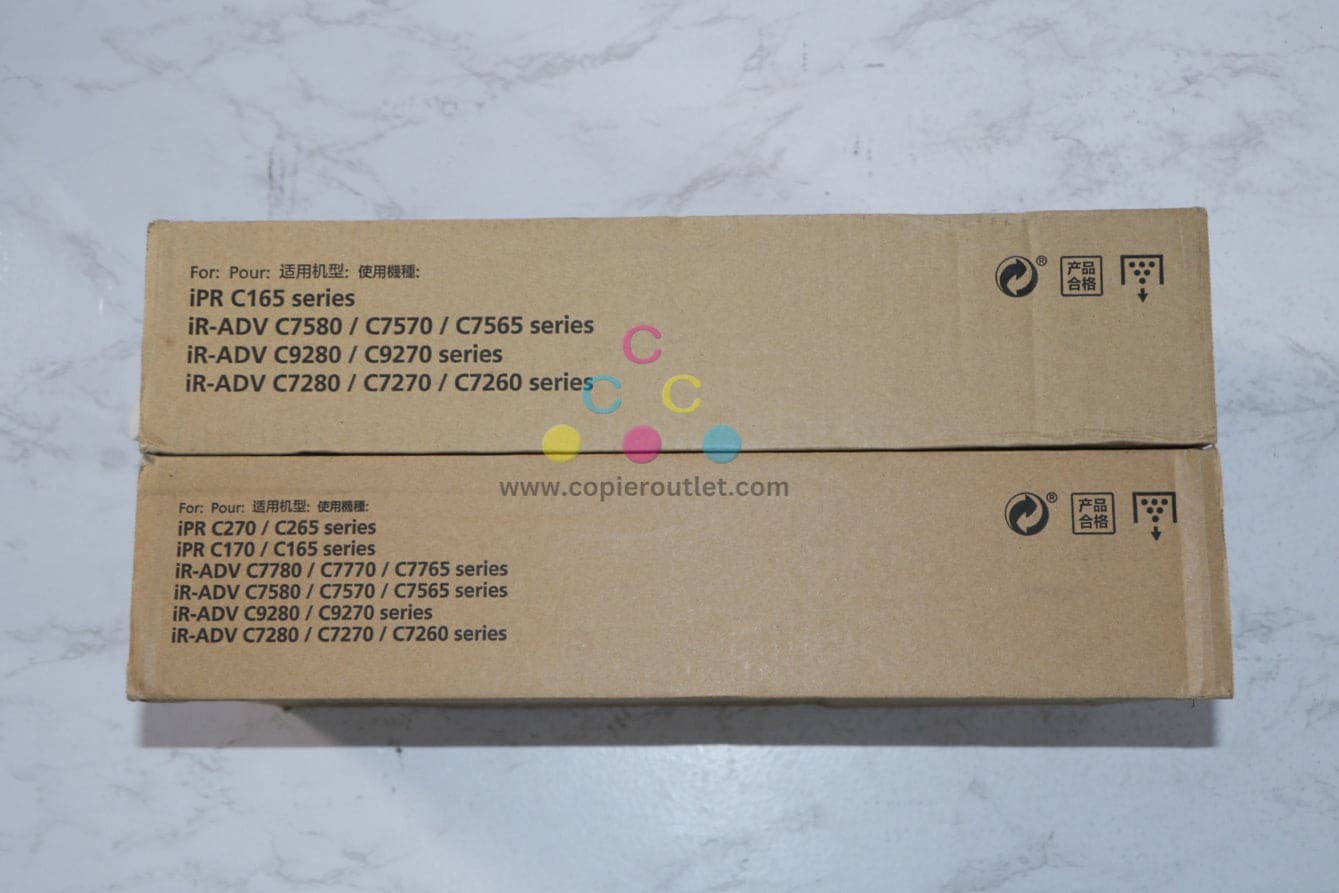 For: Pour: 适用机型: 使用機種:
iPR C165 series
iR-ADV C7580 / C7570 / C7565 series
iR-ADV C9280 / C9270 series
iR-ADV C7280 / C7270 / C7260 series
®
产品
合格
C
C C
www.copieroutlet.com
For: Pour: 适用机型: 使用機種:
iPR C270 / C265 series
iPR C170 / C165 series
iR-ADV C7780 / C7770 / C7765 series
iR-ADV C7580 / C7570 / C7565 series
iR-ADV C9280 / C9270 series
iR-ADV C7280 / C7270 / C7260 series
®
产品
合格